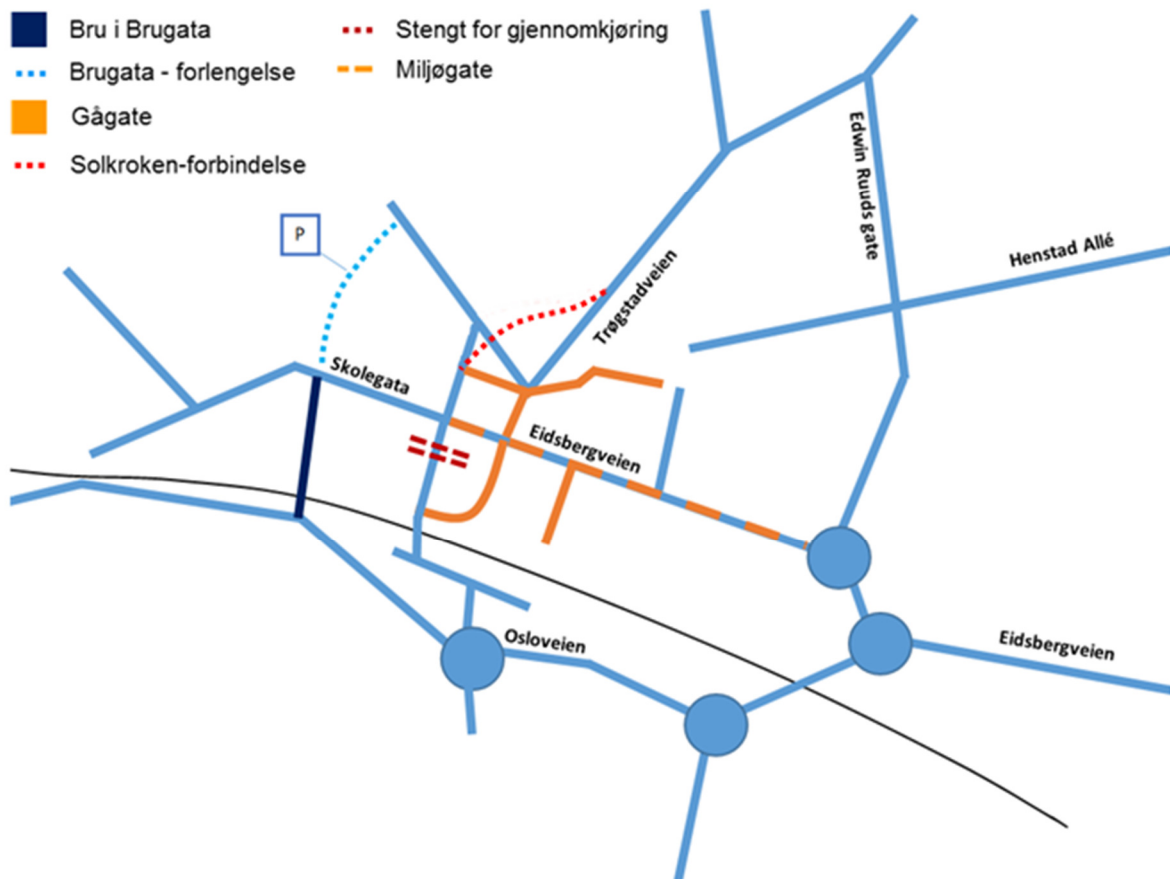 Bru i Brugata
Stengt for gjennomkjøring
Brugata - forlengelse
Miljøgate
Gågate
Solkroken-forbindelse
P
Edwin Ruuds gate
Henstad Allé
Trøgstadveien
Skolegata
Eidsbergveien
Osloveien
Eidsbergveien